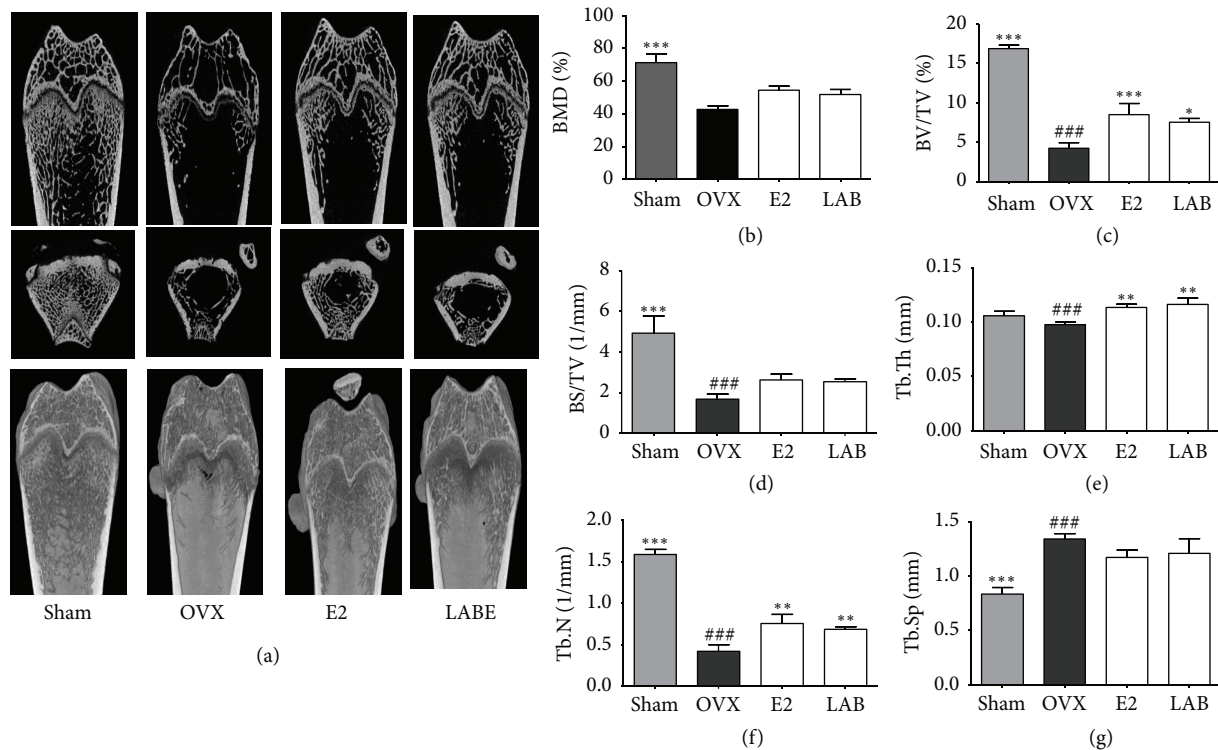 Sham OVX E2 LABE
(a)
100
80
60
40
20
0
BMD (%)
***
Sham OVX E2 LAB
(b)
20
15
10
5
0
BV/TV (%)
***
###
***
*
Sham OVX E2 LAB
(c)
8
6
4
2
0
BS/TV (1/mm)
***
###
Sham OVX E2 LAB
(d)
0.15
0.10
0.05
0.00
Tb.Th (mm)
###
**
**
Sham OVX E2 LAB
(e)
2.0
1.5
1.0
0.5
0.0
Tb.N (1/mm)
***
###
**
**
Sham OVX E2 LAB
(f)
1.5
1.0
0.5
0.0
Tb.Sp (mm)
***
###
Sham OVX E2 LAB
(g)